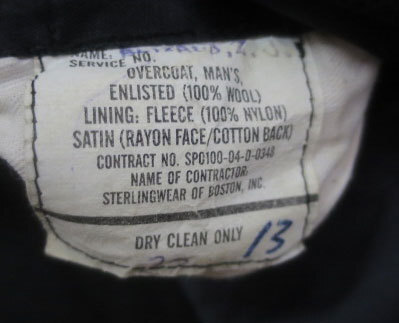 NAME:
SERVICE NO.
OVERCOAT, MAN'S,
ENLISTED (100% WOOL)
LINING: FLEECE (100% NYLON)
SATIN (RAYON FACE/COTTON BACK)
CONTRACT NO. SPO100-04-D-0348
NAME OF CONTRACTOR:
STERLINGWEAR OF BOSTON, INC.
DRY CLEAN ONLY 13